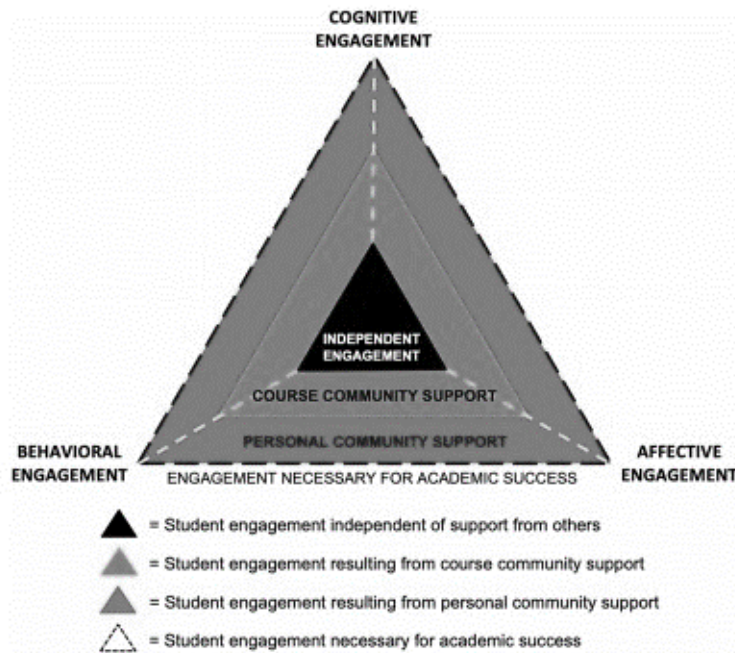 COGNITIVE
ENGAGEMENT
INDEPENDENT
ENGAGEMENT
COURSE COMMUNITY SUPPORT
PERSONAL COMMUNITY SUPPORT
BEHAVIORAL
ENGAGEMENT
AFFECTIVE
ENGAGEMENT
ENGAGEMENT NECESSARY FOR ACADEMIC SUCCESS
= Student engagement independent of support from others
= Student engagement resulting from course community support
= Student engagement resulting from personal community support
= Student engagement necessary for academic success